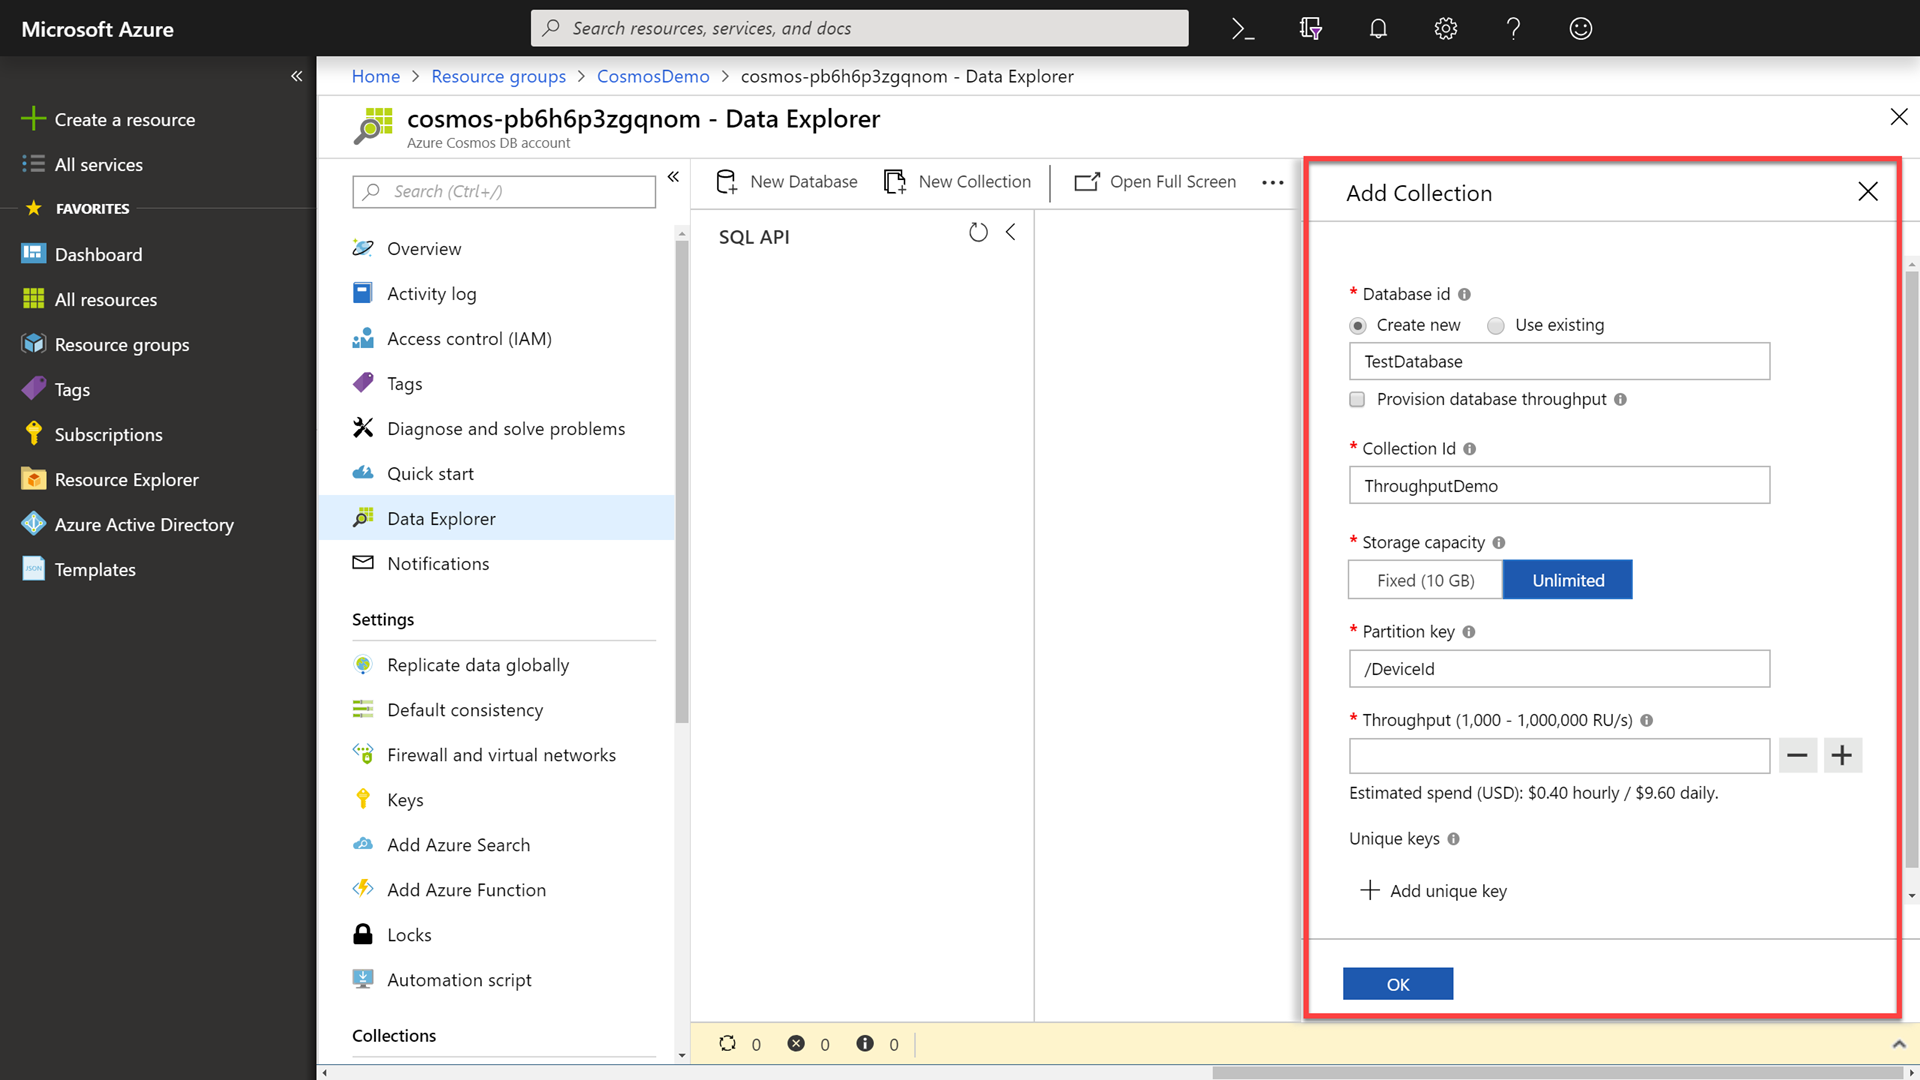 Microsoft Azure
Search resources, services, and docs
Create a resource
All services
FAVORITES
Dashboard
All resources
Resource groups
Tags
Subscriptions
Resource Explorer
Azure Active Directory
JSON
Templates
Home > Resource groups > CosmosDemo > cosmos-pb6h6p3zgqnom - Data Explorer
cosmos-pb6h6p3zgqnom - Data Explorer
Azure Cosmos DB account
Search (Ctrl+/)
Overview
Activity log
Access control (IAM)
Tags
Diagnose and solve problems
Quick start
Data Explorer
Notifications
Settings
Replicate data globally
Default consistency
Firewall and virtual networks
Keys
Add Azure Search
Add Azure Function
Locks
Automation script
Collections
New Database
New Collection
Open Full Screen
SQL API
0 0 0
Add Collection
* Database id
Create new Use existing
TestDatabase
Provision database throughput
* Collection Id
ThroughputDemo
* Storage capacity
Fixed (10 GB) Unlimited
* Partition key
/DeviceId
* Throughput (1,000 - 1,000,000 RU/s)
Estimated spend (USD): $0.40 hourly / $9.60 daily.
Unique keys
Add unique key
OK